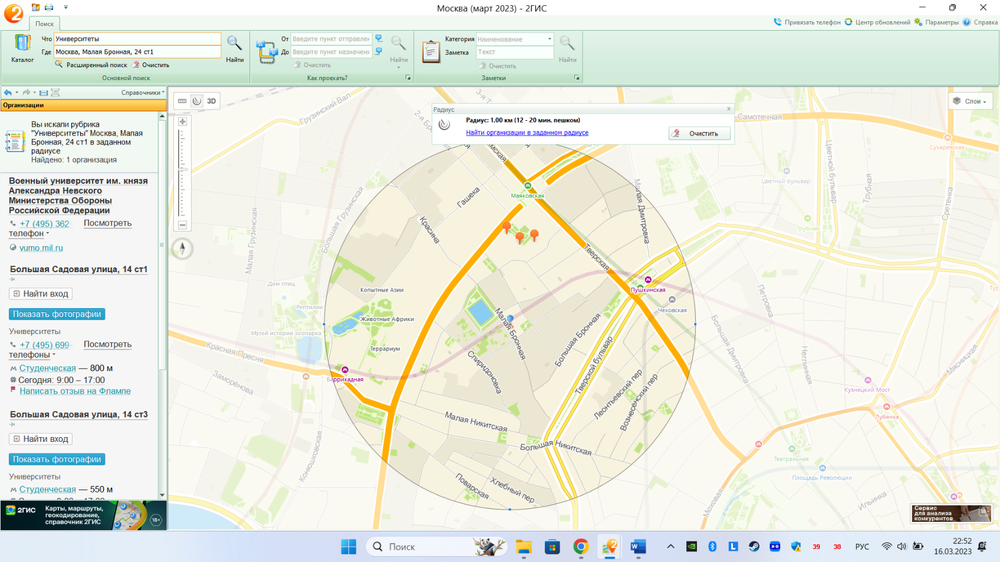 Москва (март 2023) - 2ГИС
Поиск
Привязать телефон
Центр обновлений
Параметры
Справка
Каталог
Что
Университеты
Где
Москва, Малая Бронная, 24 ст1
Расширенный поиск
Очистить
Найти
Основной поиск
От
Введите пункт отправлен
До
Введите пункт назначени
Очистить
Найти
Как проехать?
Категория
Наименование
Заметка
Текст
Очистить
Найти
Заметки
Справочники
Организации
Вы искали рубрика
"Университеты" Москва, Малая
Бронная, 24 ст1 в заданном
радиусе
Найдено: 1 организация
Военный университет им. князя
Александра Невского
Министерства Обороны
Российской Федерации
+7 (495) 362 Посмотреть
телефон
vumo.mil.ru
Большая Садовая улица, 14 ст1
Найти вход
Показать фотографии
Университеты
+7 (495) 699 Посмотреть
телефоны
Студенческая — 800 м
Сегодня: 9:00 – 17:00
Написать отзыв на Флампе
Большая Садовая улица, 14 ст3
Найти вход
Показать фотографии
Университеты
Студенческая — 550 м
2ГИС
Карты, маршруты,
геокодирование,
справочник 2ГИС
18+
3D
Радиус
Радиус: 1,00 км (12 - 20 мин. пешком)
Найти организации в заданном радиусе
Очистить
Слои
Грузинский Вал
Самотечная
Сухаревская
Цветной бульвар
Цветной бульвар
Трубная
Сретенка
Трубная
Маяковская
Гашека
Красина
Большая Грузинская
Малая Грузинская
Малая Дмитровка
Тверская
Пушкинская
Чеховская
Петровка
Дом птиц
Рептилии
Копытные Азии
Животные Африки
Музей истории зоопарка
Террариум
Малая Бронная
Большая Бронная
Тверской бульвар
Спиридоновка
Красная Пресня
Заморёнова
Баррикадная
Большая Дмитровка
Неглинная
Мясницкая
Кузнецкий Мост
Лубянка
Леонтьевский пер
Вознесенский пер
Малая Никитская
Большая Никитская
Конюшковская
Поварская
Хлебный пер
Театральная
Площадь Революции
Моховая
Ильинка
Сервис
для анализа
конкурентов
18+
Поиск
39
38
РУС
22:52
16.03.2023